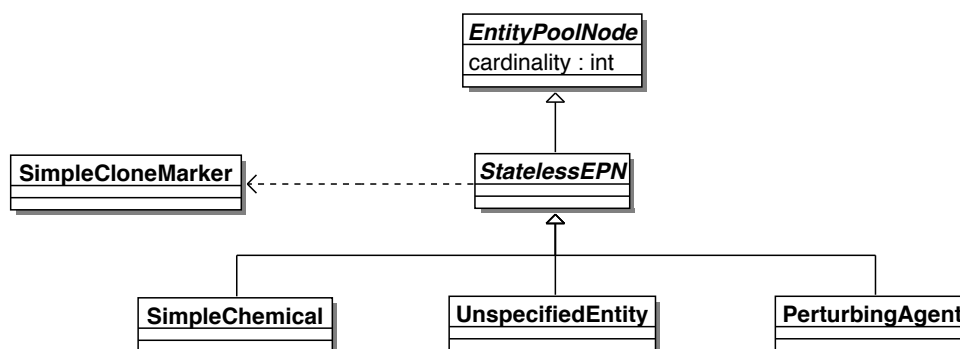 EntityPoolNode
cardinality : int
SimpleCloneMarker
StatelessEPN
SimpleChemical
UnspecifiedEntity
PerturbingAgent